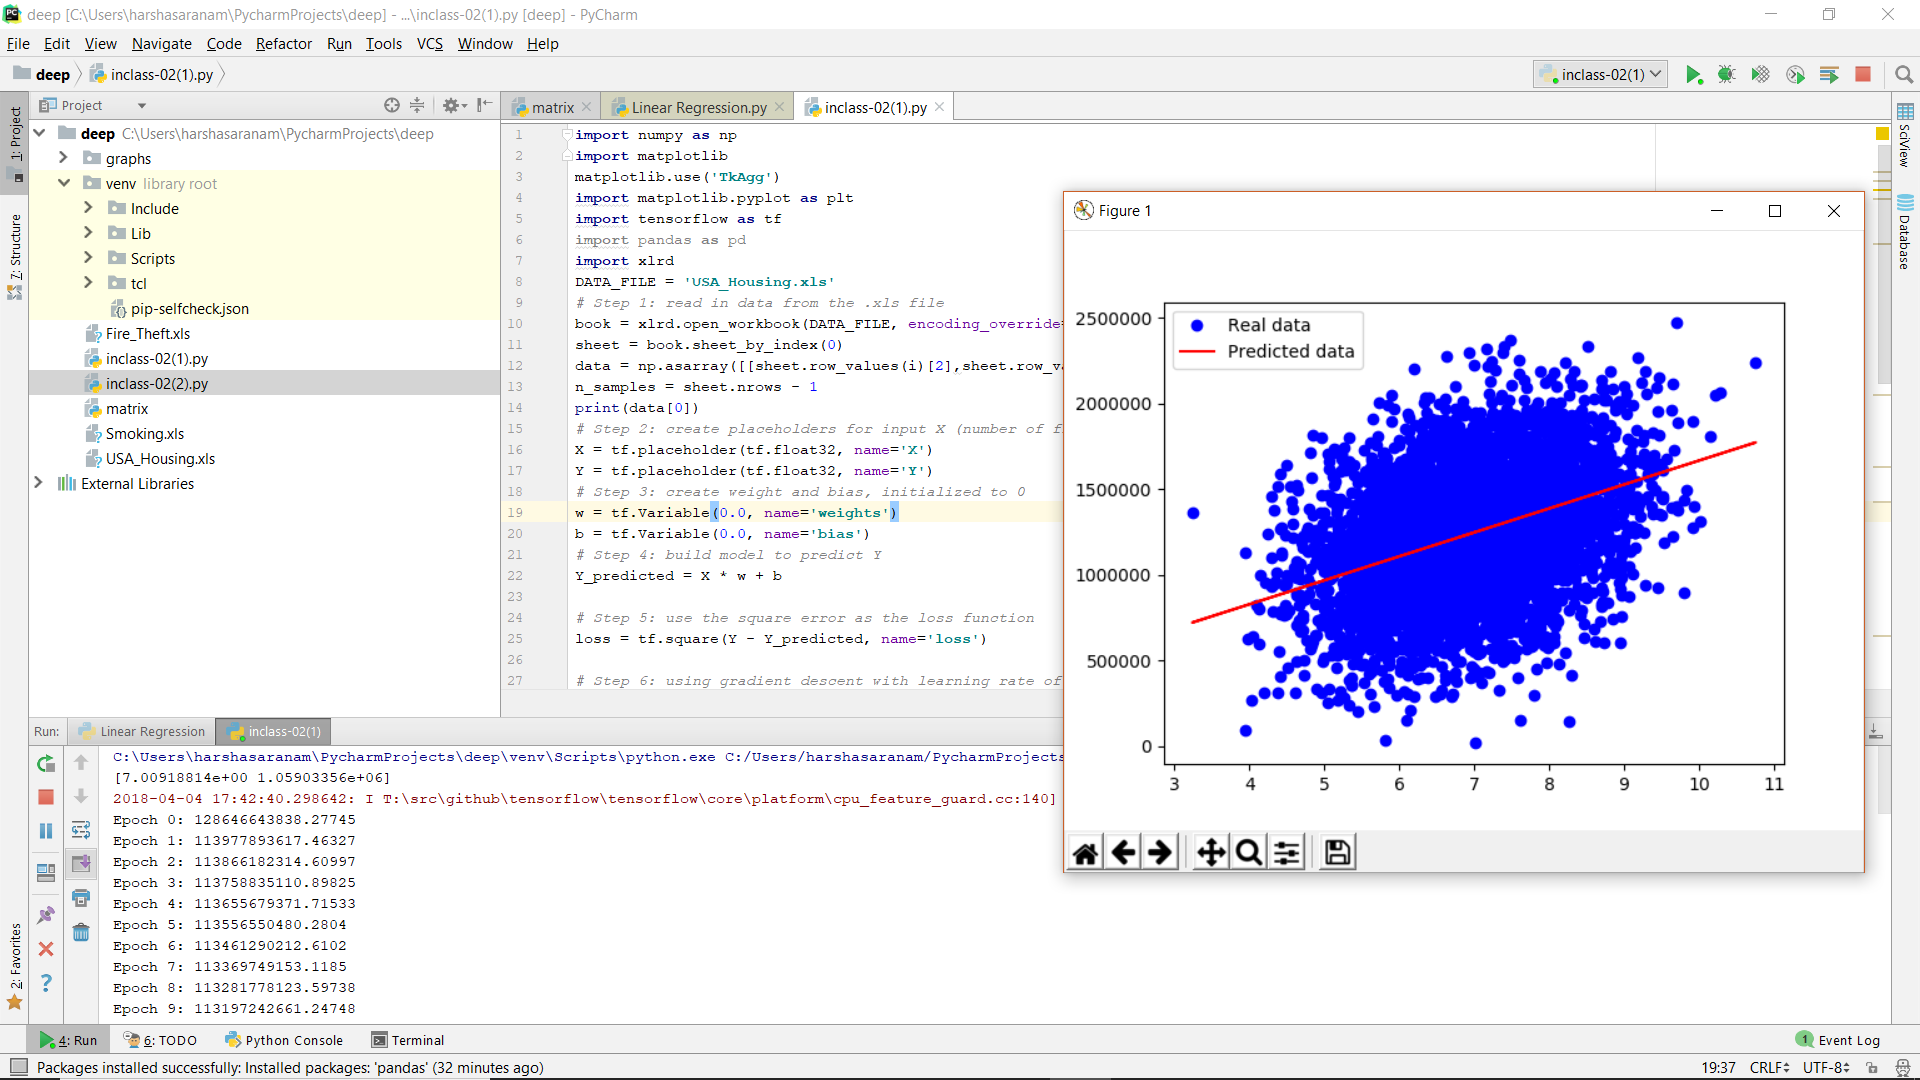 deep [C:\Users\harshasaranam\PycharmProjects\deep] - ...\inclass-02(1).py [deep] - PyCharm
File Edit View Navigate Code Refactor Run Tools VCS Window Help
deep inclass-02(1).py inclass-02(1)
Project
matrix Linear Regression.py inclass-02(1).py
1: Project
7: Structure
2: Favorites
deep C:\Users\harshasaranam\PycharmProjects\deep
graphs
venv library root
Include
Lib
Scripts
tcl
pip-selfcheck.json
Fire_Theft.xls
inclass-02(1).py
inclass-02(2).py
matrix
Smoking.xls
USA_Housing.xls
External Libraries
1 import numpy as np
2 import matplotlib
3 matplotlib.use('TkAgg')
4 import matplotlib.pyplot as plt
5 import tensorflow as tf
6 import pandas as pd
7 import xlrd
8 DATA_FILE = 'USA_Housing.xls'
9 # Step 1: read in data from the .xls file
10 book = xlrd.open_workbook(DATA_FILE, encoding_override=
11 sheet = book.sheet_by_index(0)
12 data = np.asarray([[sheet.row_values(i)[2],sheet.row_va
13 n_samples = sheet.nrows - 1
14 print(data[0])
15 # Step 2: create placeholders for input X (number of f
16 X = tf.placeholder(tf.float32, name='X')
17 Y = tf.placeholder(tf.float32, name='Y')
18 # Step 3: create weight and bias, initialized to 0
19 w = tf.Variable(0.0, name='weights')
20 b = tf.Variable(0.0, name='bias')
21 # Step 4: build model to predict Y
22 Y_predicted = X * w + b
23
24 # Step 5: use the square error as the loss function
25 loss = tf.square(Y - Y_predicted, name='loss')
26
27 # Step 6: using gradient descent with learning rate of
SciView
Database
Figure 1
Real data
Predicted data
2500000
2000000
1500000
1000000
500000
0
3 4 5 6 7 8 9 10 11
Run: Linear Regression inclass-02(1)
C:\Users\harshasaranam\PycharmProjects\deep\venv\Scripts\python.exe C:/Users/harshasaranam/PycharmProjects
[7.00918814e+00 1.05903356e+06]
2018-04-04 17:42:40.298642: I T:\src\github\tensorflow\tensorflow\core\platform\cpu_feature_guard.cc:140]
Epoch 0: 128646643838.27745
Epoch 1: 113977893617.46327
Epoch 2: 113866182314.60997
Epoch 3: 113758835110.89825
Epoch 4: 113655679371.71533
Epoch 5: 113556550480.2804
Epoch 6: 113461290212.6102
Epoch 7: 113369749153.1185
Epoch 8: 113281778123.59738
Epoch 9: 113197242661.24748
4: Run 6: TODO Python Console Terminal 1 Event Log
Packages installed successfully: Installed packages: 'pandas' (32 minutes ago) 19:37 CRLF UTF-8